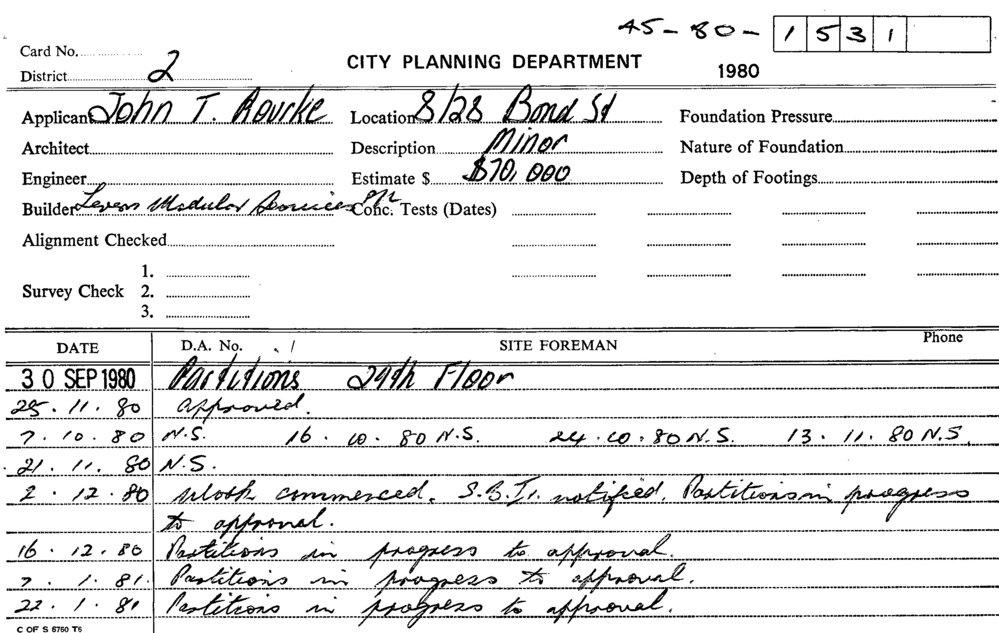 45-80- 1531
Card No.
District 2
CITY PLANNING DEPARTMENT
1980
Applicant John T. Rourke Location 8/28 Bond St Foundation Pressure
Architect Description Minor Nature of Foundation
Engineer Estimate $ $70,000 Depth of Footings
Builder Levers Modular Services P/L Conc. Tests (Dates)
Alignment Checked
1.
Survey Check 2.
3.
DATE D.A. No. SITE FOREMAN Phone
30 SEP 1980 Partitions 29th Floor
25.11.80 Approved.
7.10.80 N.S. 16.10.80 N.S. 24.10.80 N.S. 13.11.80 N.S.
21.11.80 N.S.
2.12.80 Work commenced. S.B.I. notified. Partitions in progress
to approval.
16.12.80 Partitions in progress to approval.
7.1.81. Partitions in progress to approval.
22.1.81 Partitions in progress to approval.
C OF S 6760 T6